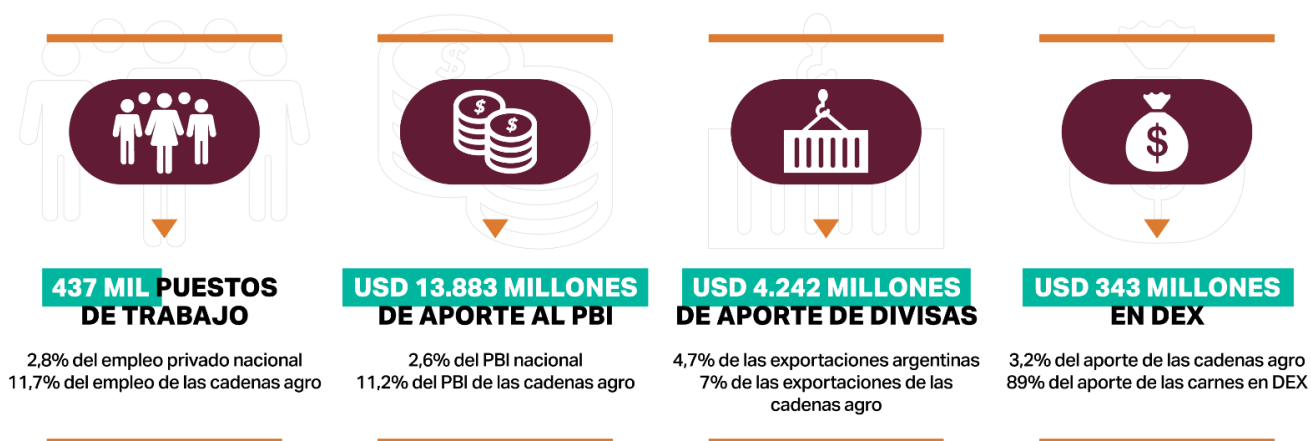 437 MIL PUESTOS
DE TRABAJO
2,8% del empleo privado nacional
11,7% del empleo de las cadenas agro
USD 13.883 MILLONES
DE APORTE AL PBI
2,6% del PBI nacional
11,2% del PBI de las cadenas agro
USD 4.242 MILLONES
DE APORTE DE DIVISAS
4,7% de las exportaciones argentinas
7% de las exportaciones de las
cadenas agro
USD 343 MILLONES
EN DEX
3,2% del aporte de las cadenas agro
89% del aporte de las carnes en DEX